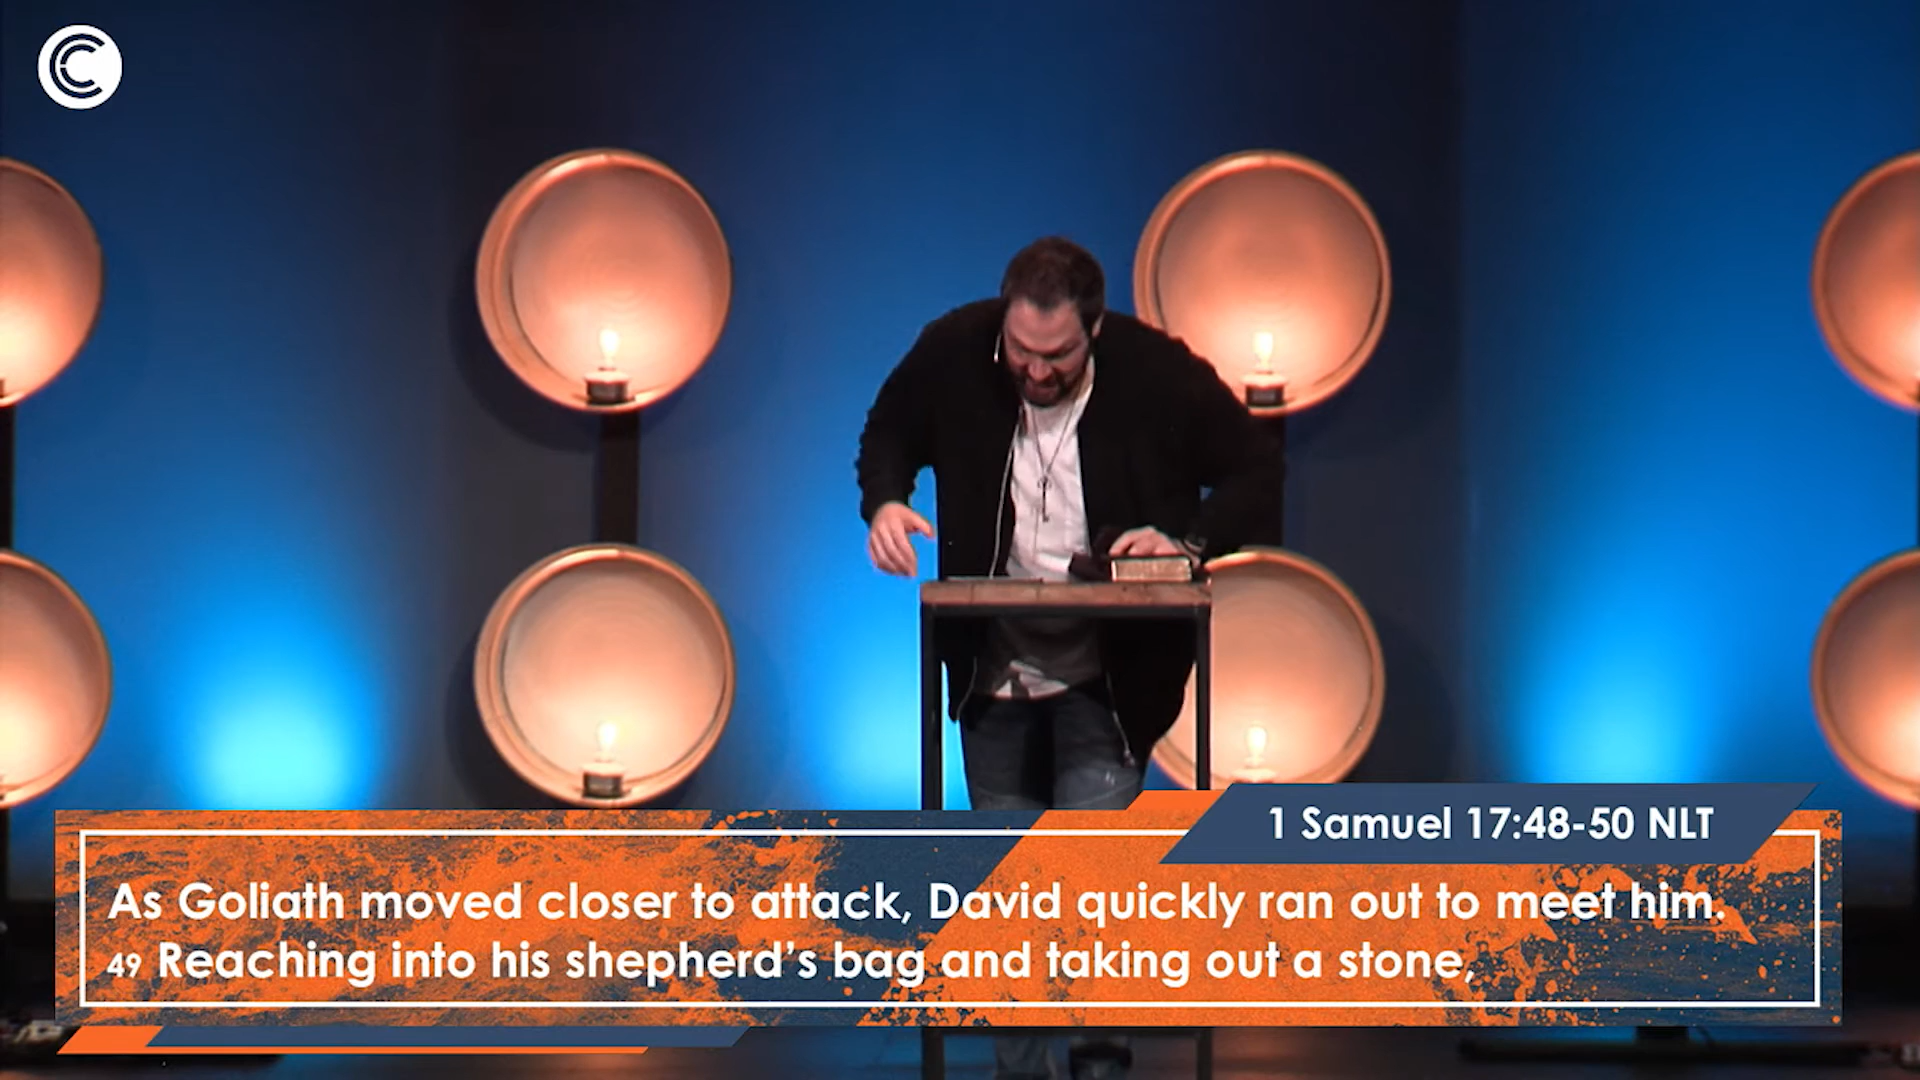 1 Samuel 17:48-50 NLT
As Goliath moved closer to attack, David quickly ran out to meet him.
49 Reaching into his shepherd's bag and taking out a stone,